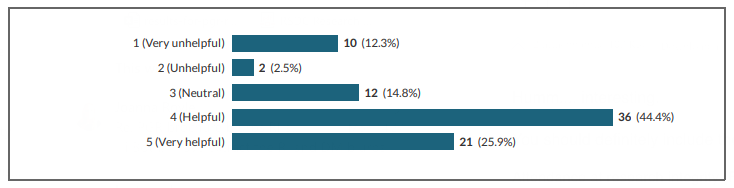 1 (Very unhelpful) 10 (12.3%)
2 (Unhelpful) 2 (2.5%)
3 (Neutral) 12 (14.8%)
4 (Helpful) 36 (44.4%)
5 (Very helpful) 21 (25.9%)